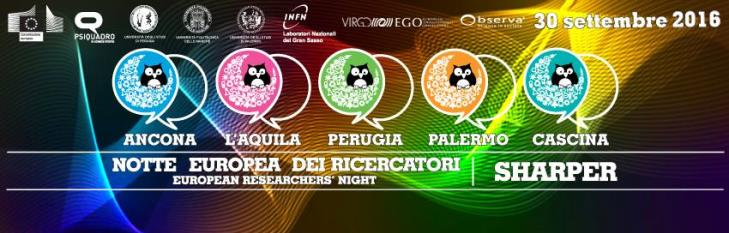 PSIQUADRO
INFN
Laboratori Nazionali
del Gran Sasso
VIRGO EGO
Observa
30 settembre 2016
ANCONA L'AQUILA PERUGIA PALERMO CASCINA
NOTTE EUROPEA DEI RICERCATORI
EUROPEAN RESEARCHERS' NIGHT
SHARPER